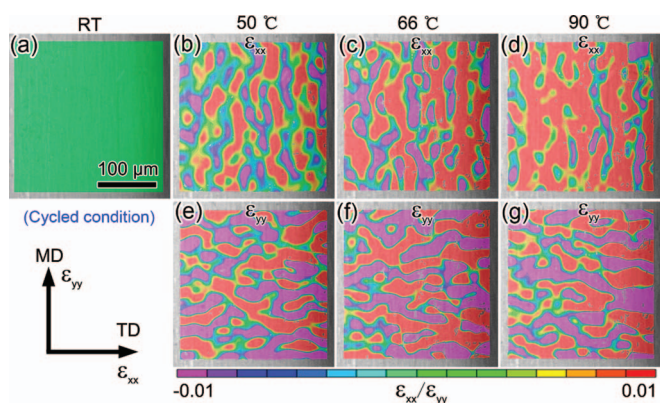 RT 50 ℃ 66 ℃ 90 ℃
(a) (b) εxx (c) εxx (d) εxx
100 μm
(Cycled condition)
(e) εyy (f) εyy (g) εyy
MD
εyy
TD
εxx
-0.01 εxx/εyy 0.01